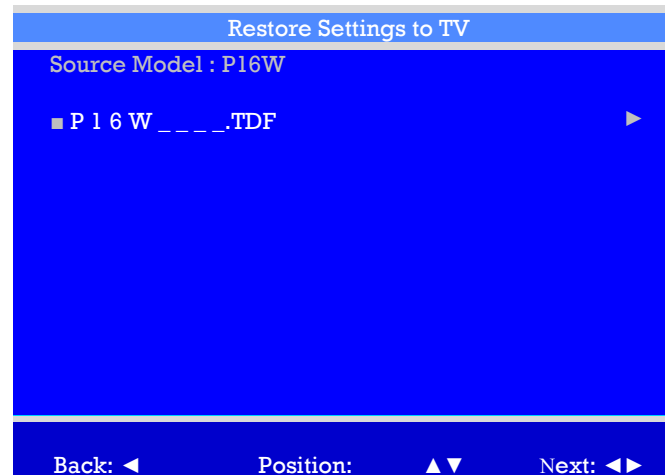 Restore Settings to TV
Source Model : P16W
■ P 1 6 W _ _ _ _.TDF ►
Back: ◄ Position: ▲▼ Next: ◄►